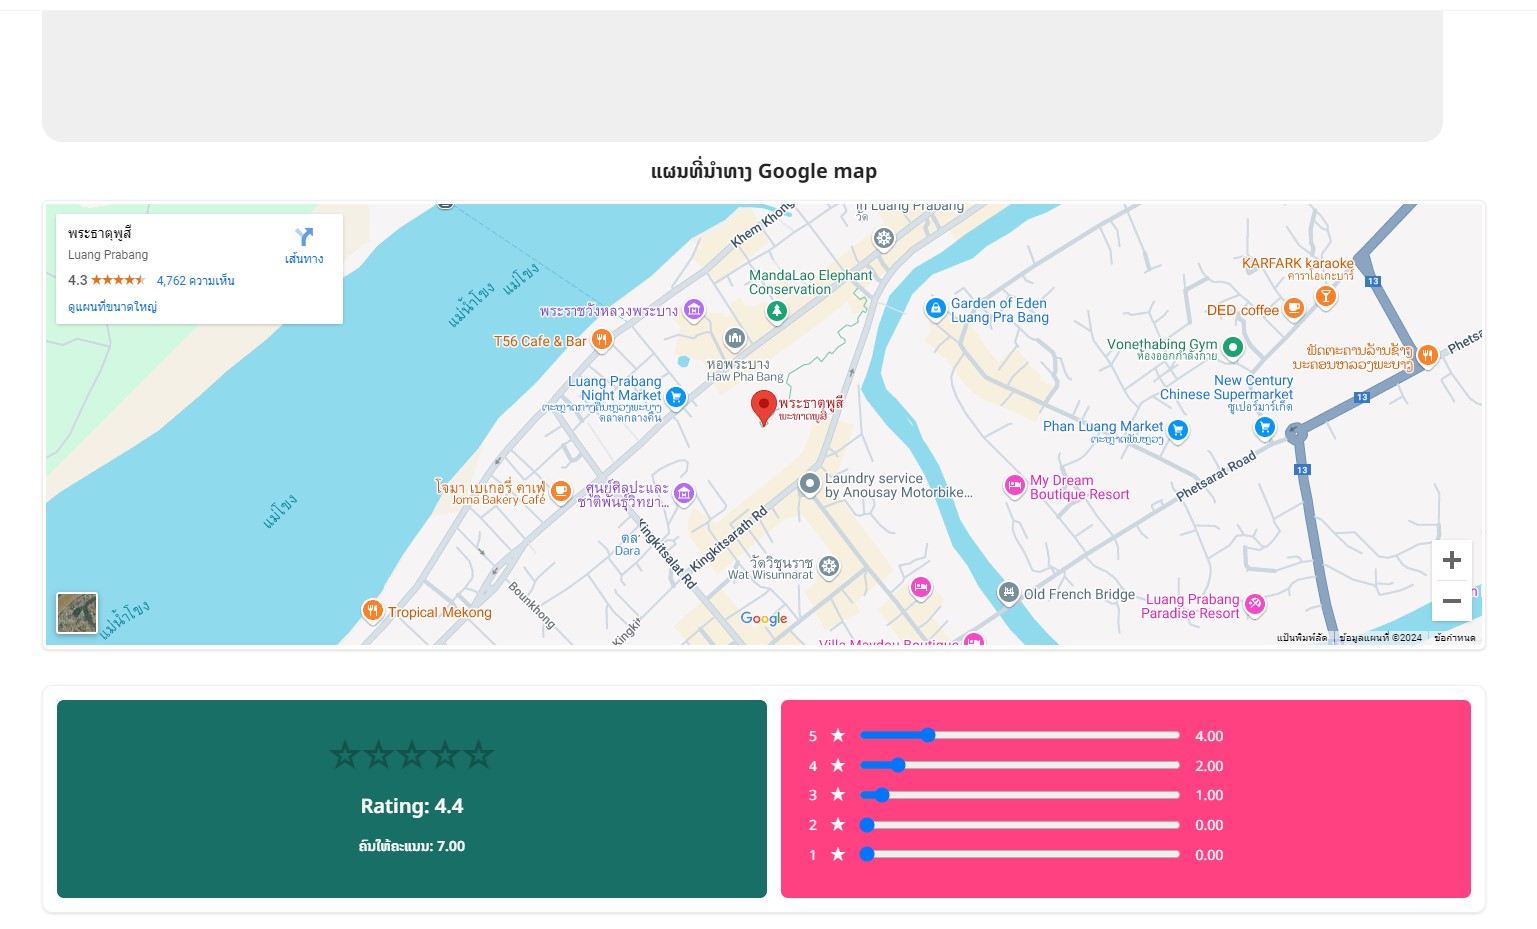 ແຜນທີ່ນຳທາງ Google map
พระธาตุพูสี
Luang Prabang
เส้นทาง
4.3
4,762 ความเห็น
ดูแผนที่ขนาดใหญ่
Khem Khong
in Luang Prabang
วัด
แม่น้ำโขง
แม่โขง
MandaLao Elephant
Conservation
KARFARK karaoke
คาราโอเกะบาร์
13
พระราชวังหลวงพระบาง
Garden of Eden
Luang Pra Bang
DED coffee
T56 Cafe & Bar
Vonethabing Gym
ห้องออกกำลังกาย
ພັດຕະຄານລ້ານຊ້າງ
ນະຄອນຫລວງພະບາງ
Phetsa
หอพระบาง
Haw Pha Bang
Luang Prabang
Night Market
ຕະຫຼາດກາງຄືນຫຼວງພະບາງ
ตลาดกลางคืน
New Century
Chinese Supermarket
ซูเปอร์มาร์เก็ต
13
พระธาตุพูสี
ພະທາດພູສີ
Phan Luang Market
ຕະຫຼາດພັນຫຼວງ
Petsarat Road
13
โจมา เบเกอรี่ คาเฟ่
Joma Bakery Café
ศูนย์ศิลปะและ
ชาติพันธุ์วิทยา...
Laundry service
by Anousay Motorbike...
My Dream
Boutique Resort
แม่โขง
Kingkitsalat Rd
Kingkitsarath Rd
ตล
Dara
วัดวิชุนราช
Wat Wisunnarat
Bounkhong
Old French Bridge
Luang Prabang
Paradise Resort
แม่น้ำโขง
Tropical Mekong
Kingkit
Google
Villa Maydou Boutique
แป้นพิมพ์ลัด
ข้อมูลแผนที่ ©2024
ข้อกำหนด
Rating: 4.4
ຄົນໃຫ້ຄະແນນ: 7.00
5 ★ 4.00
4 ★ 2.00
3 ★ 1.00
2 ★ 0.00
1 ★ 0.00